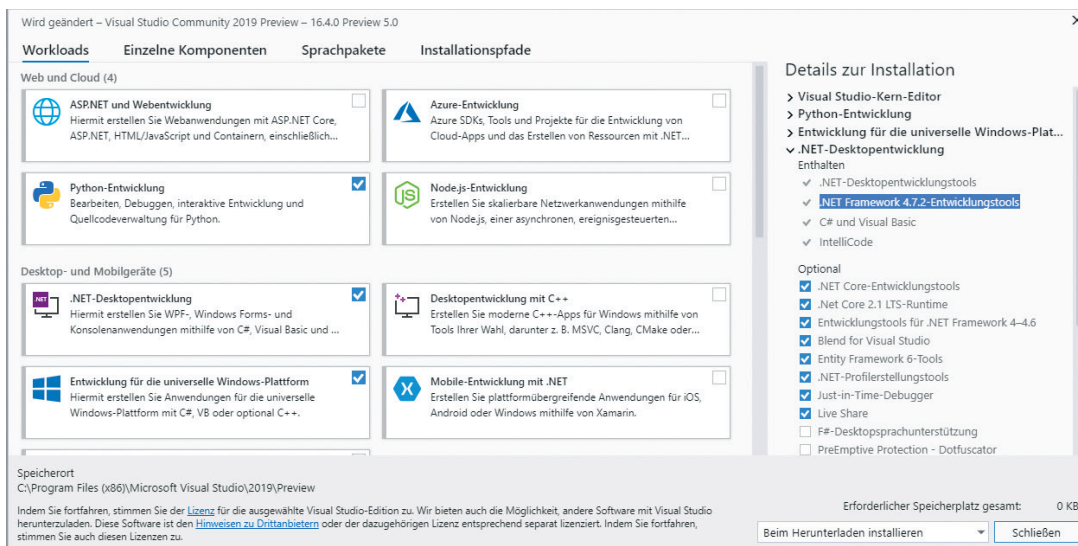 Wird geändert – Visual Studio Community 2019 Preview – 16.4.0 Preview 5.0
Workloads Einzelne Komponenten Sprachpakete Installationspfade
Web und Cloud (4)
ASP.NET und Webentwicklung
Hiermit erstellen Sie Webanwendungen mit ASP.NET Core,
ASP.NET, HTML/JavaScript und Containern, einschließlich...
Azure-Entwicklung
Azure SDKs, Tools und Projekte für die Entwicklung von
Cloud-Apps und das Erstellen von Ressourcen mit .NET...
Python-Entwicklung
Bearbeiten, Debuggen, interaktive Entwicklung und
Quellcodeverwaltung für Python.
Node.js-Entwicklung
Erstellen Sie skalierbare Netzwerkanwendungen mithilfe
von Node.js, einer asynchronen, ereignisgesteuerten...
Desktop- und Mobilgeräte (5)
.NET
.NET-Desktopentwicklung
Hiermit erstellen Sie WPF-, Windows Forms- und
Konsolenanwendungen mithilfe von C#, Visual Basic und ...
Desktopentwicklung mit C++
Erstellen Sie moderne C++-Apps für Windows mithilfe von
Tools Ihrer Wahl, darunter z. B. MSVC, Clang, CMake oder...
Entwicklung für die universelle Windows-Plattform
Hiermit erstellen Sie Anwendungen für die universelle
Windows-Plattform mit C#, VB oder optional C++.
Mobile-Entwicklung mit .NET
Erstellen Sie plattformübergreifende Anwendungen für iOS,
Android oder Windows mithilfe von Xamarin.
Details zur Installation
Visual Studio-Kern-Editor
Python-Entwicklung
Entwicklung für die universelle Windows-Plat...
.NET-Desktopentwicklung
Enthalten
.NET-Desktopentwicklungstools
.NET Framework 4.7.2-Entwicklungstools
C# und Visual Basic
IntelliCode
Optional
.NET Core-Entwicklungstools
.Net Core 2.1 LTS-Runtime
Entwicklungstools für .NET Framework 4–4.6
Blend for Visual Studio
Entity Framework 6-Tools
.NET-Profilerstellungstools
Just-in-Time-Debugger
Live Share
F#-Desktopsprachunterstützung
PreEmptive Protection - Dotfuscator
Speicherort
C:\Program Files (x86)\Microsoft Visual Studio\2019\Preview
Indem Sie fortfahren, stimmen Sie der Lizenz für die ausgewählte Visual Studio-Edition zu. Wir bieten auch die Möglichkeit, andere Software mit Visual Studio
herunterzuladen. Diese Software ist den Hinweisen zu Drittanbietern oder der dazugehörigen Lizenz entsprechend separat lizenziert. Indem Sie fortfahren,
stimmen Sie auch diesen Lizenzen zu.
Erforderlicher Speicherplatz gesamt: 0 KB
Beim Herunterladen installieren Schließen